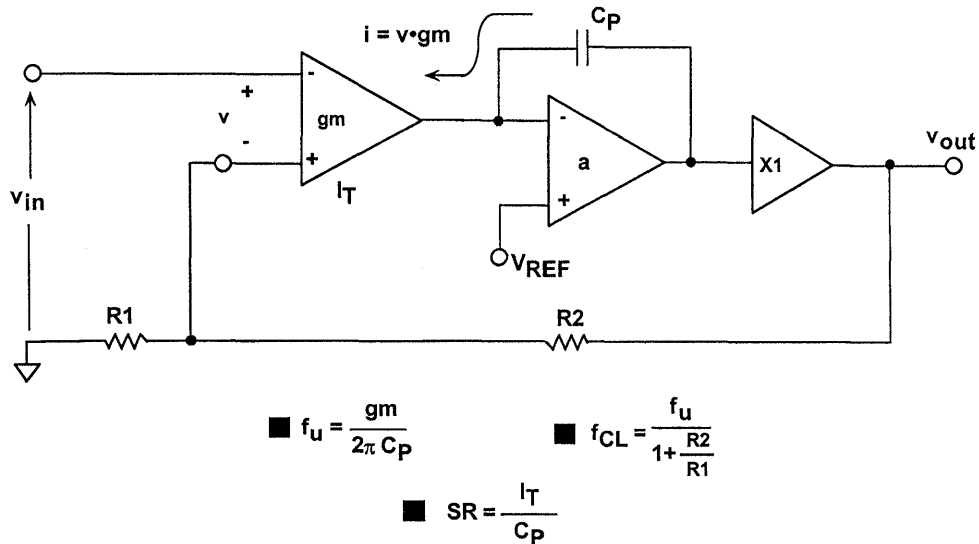 i = v•gm
CP
-
+
v
-
gm
+
IT
vin
-
a
+
VREF
X1
vout
R1
R2
■ fu = gm / 2π CP
■ fCL = fu / 1+ R2/R1
■ SR = IT / CP